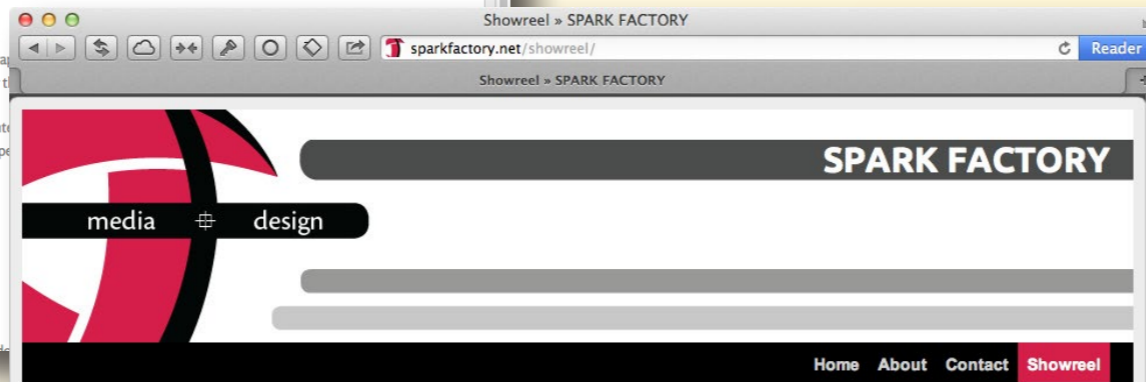 Showreel » SPARK FACTORY
sparkfactory.net/showreel/
Reader
Showreel » SPARK FACTORY
SPARK FACTORY
media design
Home About Contact Showreel